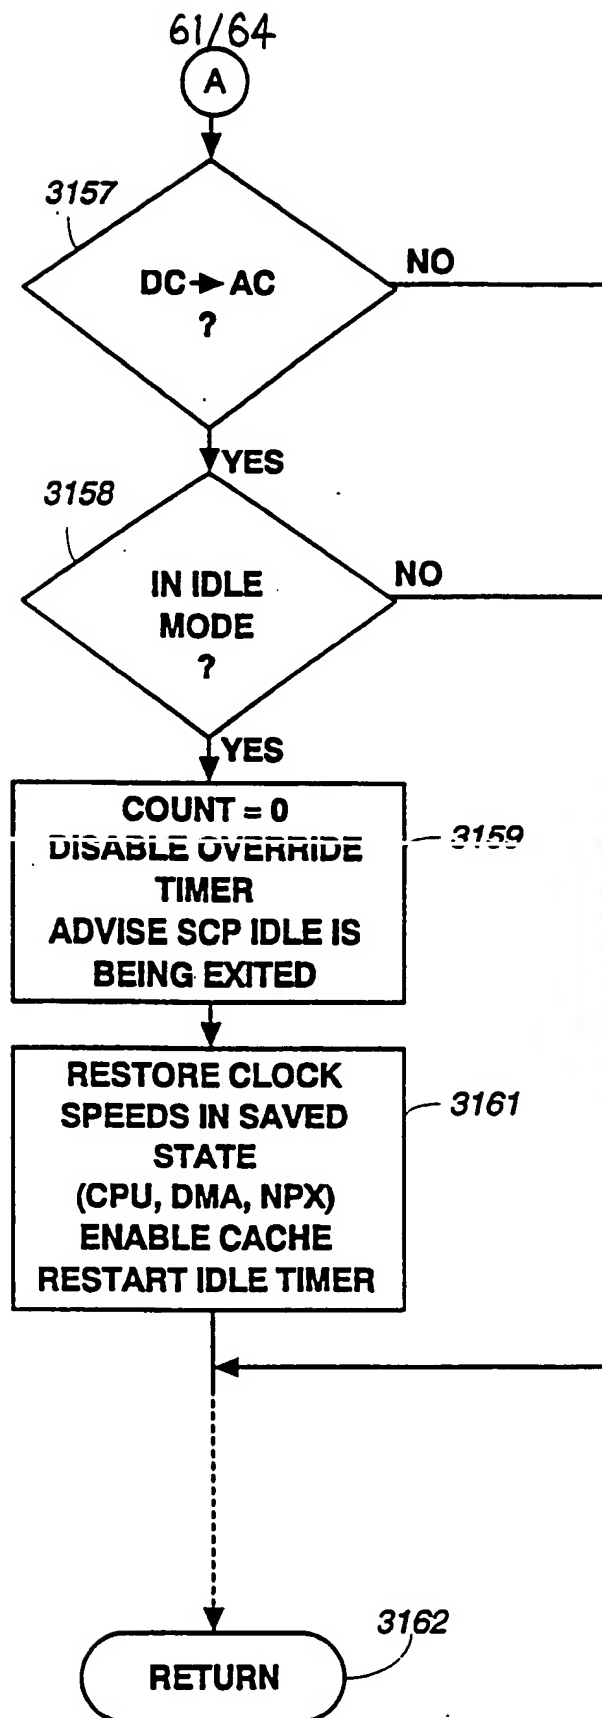 61/64
A
3157
DC→AC
?
NO
YES
3158
IN IDLE
MODE
?
NO
YES
COUNT = 0
DISABLE OVERRIDE
TIMER
ADVISE SCP IDLE IS
BEING EXITED
3159
RESTORE CLOCK
SPEEDS IN SAVED
STATE
(CPU, DMA, NPX)
ENABLE CACHE
RESTART IDLE TIMER
3161
3162
RETURN